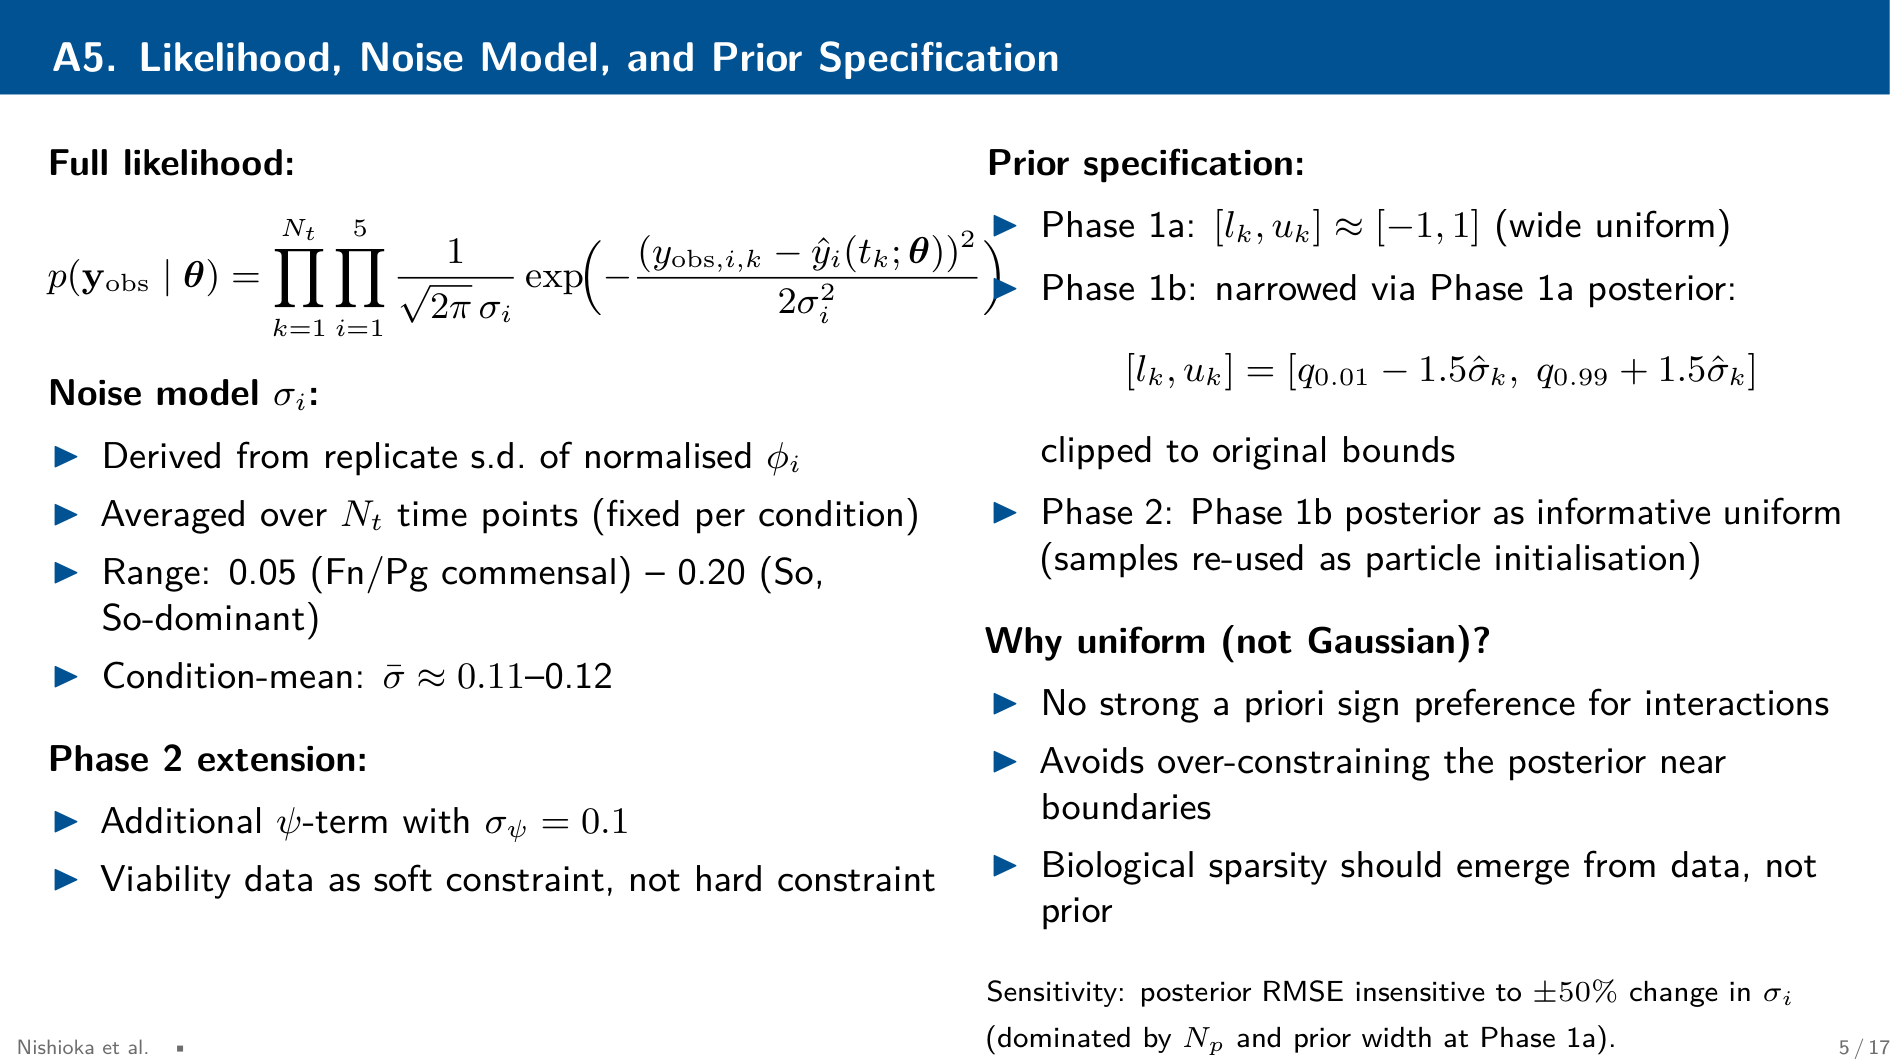 A5. Likelihood, Noise Model, and Prior Specification
Full likelihood:
p(y_obs | θ) = ∏_{k=1}^{N_t} ∏_{i=1}^{5} \frac{1}{\sqrt{2π} σ_i} exp(−\frac{(y_{obs,i,k} − ŷ_i(t_k; θ))^2}{2σ_i^2})
Noise model σ_i:
▶ Derived from replicate s.d. of normalised ϕ_i
▶ Averaged over N_t time points (fixed per condition)
▶ Range: 0.05 (Fn/Pg commensal) – 0.20 (So,
So-dominant)
▶ Condition-mean: σ̄ ≈ 0.11–0.12
Phase 2 extension:
▶ Additional ψ-term with σ_ψ = 0.1
▶ Viability data as soft constraint, not hard constraint
Prior specification:
▶ Phase 1a: [l_k, u_k] ≈ [−1, 1] (wide uniform)
▶ Phase 1b: narrowed via Phase 1a posterior:
[l_k, u_k] = [q_{0.01} − 1.5σ̂_k, q_{0.99} + 1.5σ̂_k]
clipped to original bounds
▶ Phase 2: Phase 1b posterior as informative uniform
(samples re-used as particle initialisation)
Why uniform (not Gaussian)?
▶ No strong a priori sign preference for interactions
▶ Avoids over-constraining the posterior near
boundaries
▶ Biological sparsity should emerge from data, not
prior
Sensitivity: posterior RMSE insensitive to ±50% change in σ_i
(dominated by N_p and prior width at Phase 1a).
Nishioka et al. ▪
5 / 17